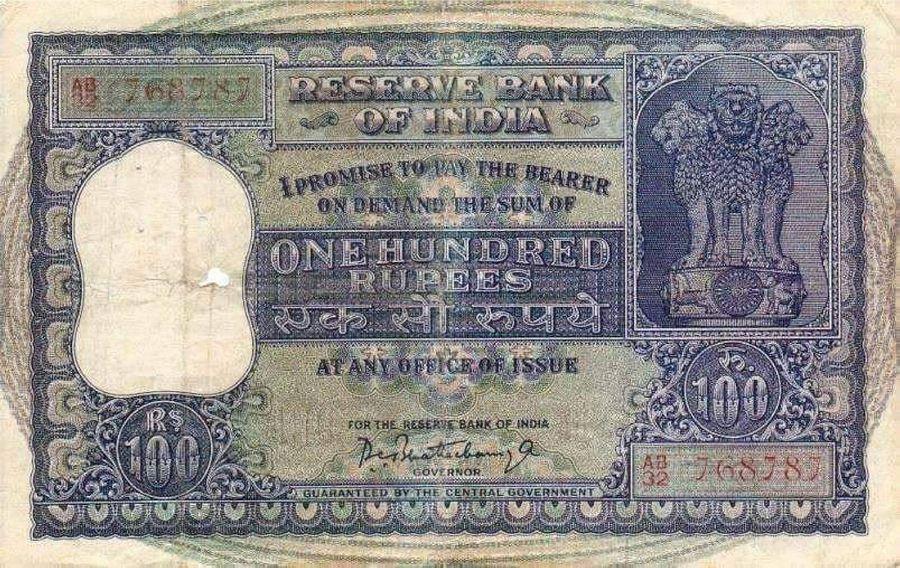 AB
32 768787
RESERVE BANK
OF INDIA
I PROMISE TO PAY THE BEARER
ON DEMAND THE SUM OF
ONE HUNDRED
RUPEES
एक सौ रुपये
AT ANY OFFICE OF ISSUE
रु.
100
Rs
100
FOR THE RESERVE BANK OF INDIA
GOVERNOR
GUARANTEED BY THE CENTRAL GOVERNMENT
AB
32 768787